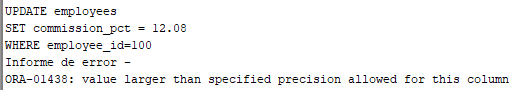 UPDATE employees
SET commission_pct = 12.08
WHERE employee_id=100
Informe de error -
ORA-01438: value larger than specified precision allowed for this column